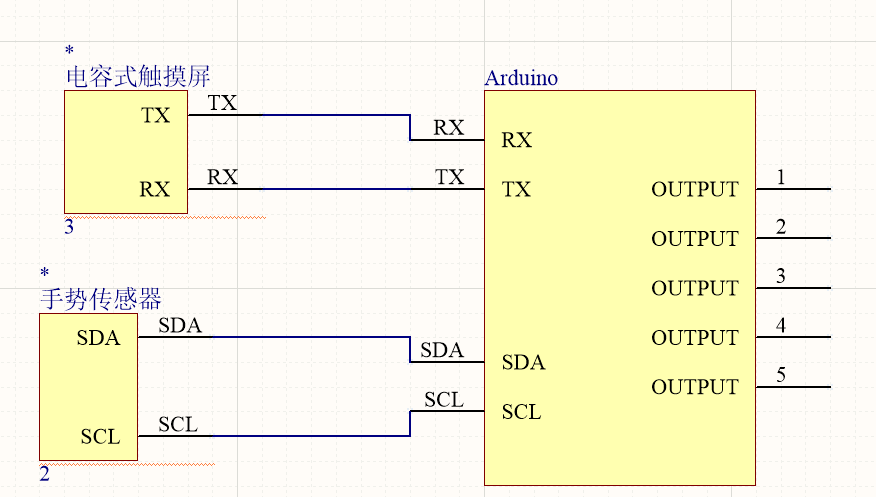 *
电容式触摸屏
TX
TX
RX
RX
3
*
手势传感器
SDA
SDA
SCL
SCL
2
Arduino
RX
RX
TX
TX
SDA
SDA
SCL
SCL
OUTPUT
1
OUTPUT
2
OUTPUT
3
OUTPUT
4
OUTPUT
5